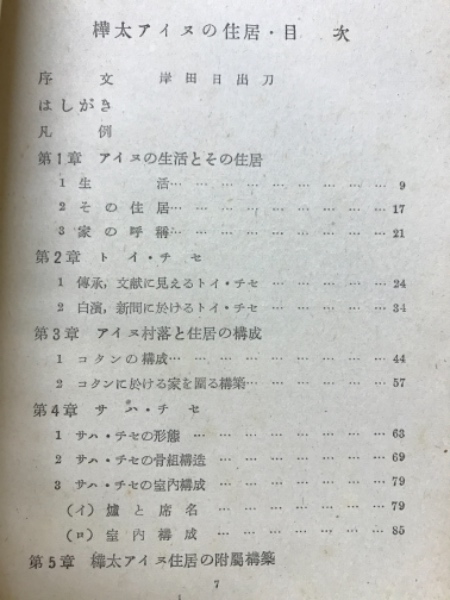 樺太アイヌの住居・目 次
序 文 岸田日出刀
はしがき
凡 例
第1章 アイヌの生活とその住居
1 生 活… … … … … … … … … 9
2 その住居… … … … … … … … … 17
3 家の呼稱… … … … … … … … … 21
第2章 トイ・チセ
1 傳承,文献に見えるトイ・チセ … … … … … 24
2 白濱,新問に於けるトイ・チセ … … … … … 34
第3章 アイヌ村落と住居の構成
1 コタンの構成… … … … … … … … 44
2 コタンに於ける家を圍る構築… … … … … … 57
第4章 サハ・チセ
1 サハ・チセの形態 … … … … … … … 63
2 サハ・チセの骨組構造 … … … … … … 69
3 サハ・チセの室内構成 … … … … … … 79
(イ) 爐と席名 … … … … … … … 79
(ロ) 室内構成 … … … … … … … 85
第5章 樺太アイヌ住居の附屬構築
7